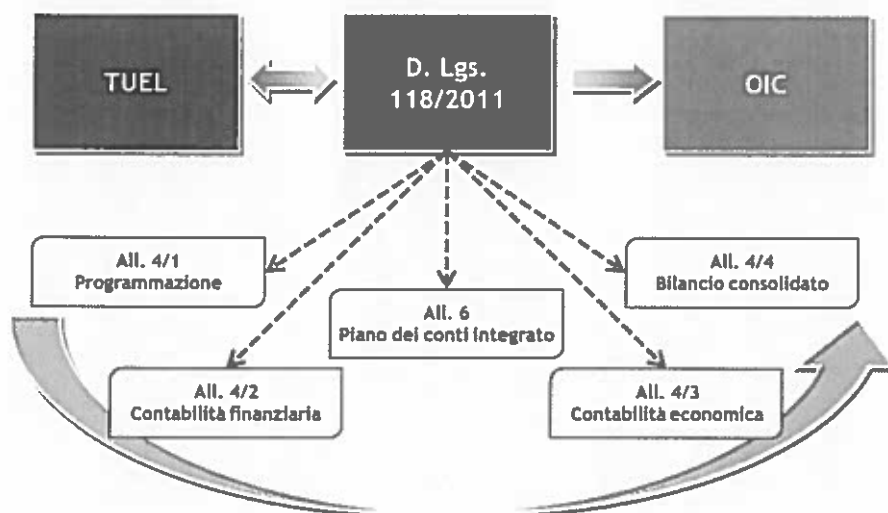 TUEL
D. Lgs.
118/2011
OIC
All. 4/1
Programmazione
All. 4/4
Bilancio consolidato
All. 6
Piano dei conti integrato
All. 4/2
Contabilità finanziaria
All. 4/3
Contabilità economica